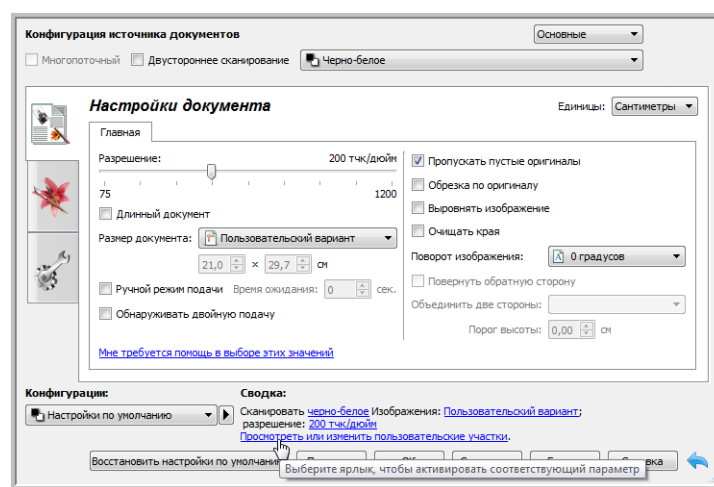 Конфигурация источника документов
Основные
Многопоточный Двустороннее сканирование Черно-белое
Настройки документа
Единицы: Сантиметры
Главная
Разрешение: 200 тчк/дюйм
75 1200
Длинный документ
Размер документа: Пользовательский вариант
21,0 × 29,7 см
Ручной режим подачи Время ожидания: 0 сек.
Обнаруживать двойную подачу
Мне требуется помощь в выборе этих значений
Пропускать пустые оригиналы
Обрезка по оригиналу
Выровнять изображение
Очищать края
Поворот изображения: 0 градусов
Повернуть обратную сторону
Объединить две стороны:
Порог высоты: 0,00 см
Конфигурации:
Настройки по умолчанию
Сводка:
Сканировать черно-белое Изображения: Пользовательский вариант;
разрешение: 200 тчк/дюйм
Просмотреть или изменить пользовательские участки.
Восстановить настройки по умолчанию
Выберите ярлык, чтобы активировать соответствующий параметр